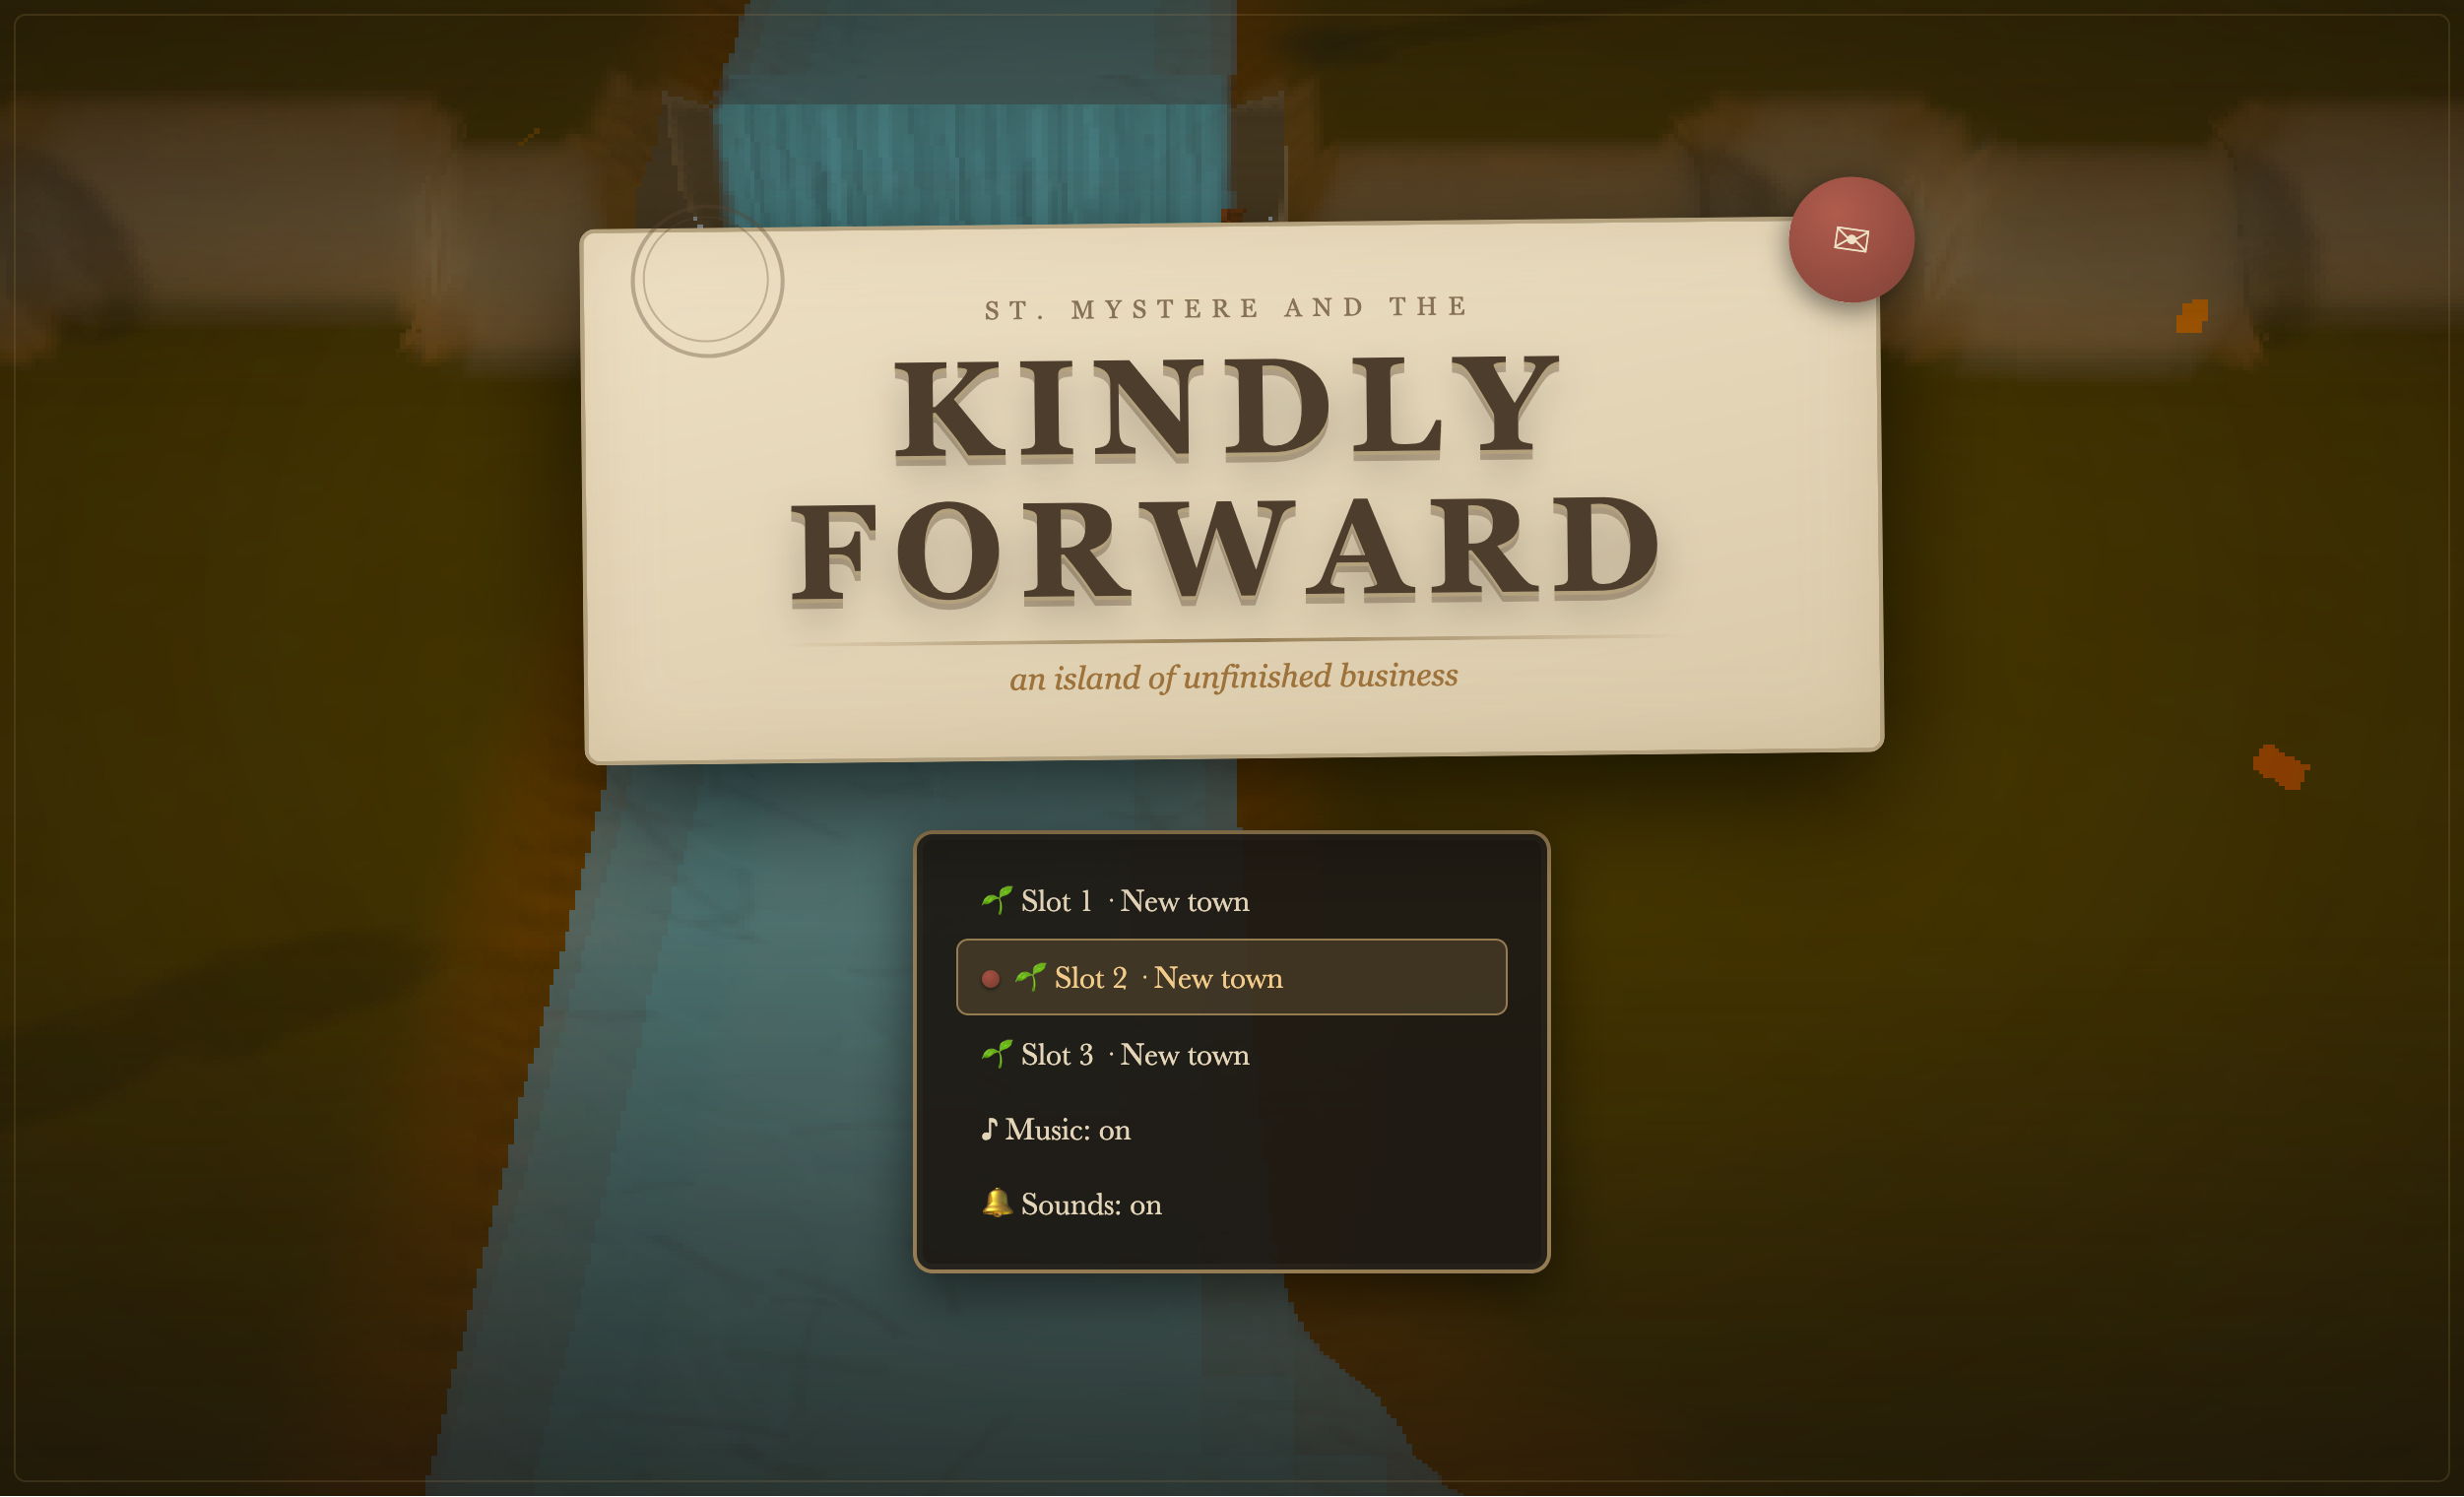 ST. MYSTERE AND THE
KINDLY
FORWARD
an island of unfinished business
Slot 1 · New town
Slot 2 · New town
Slot 3 · New town
Music: on
Sounds: on